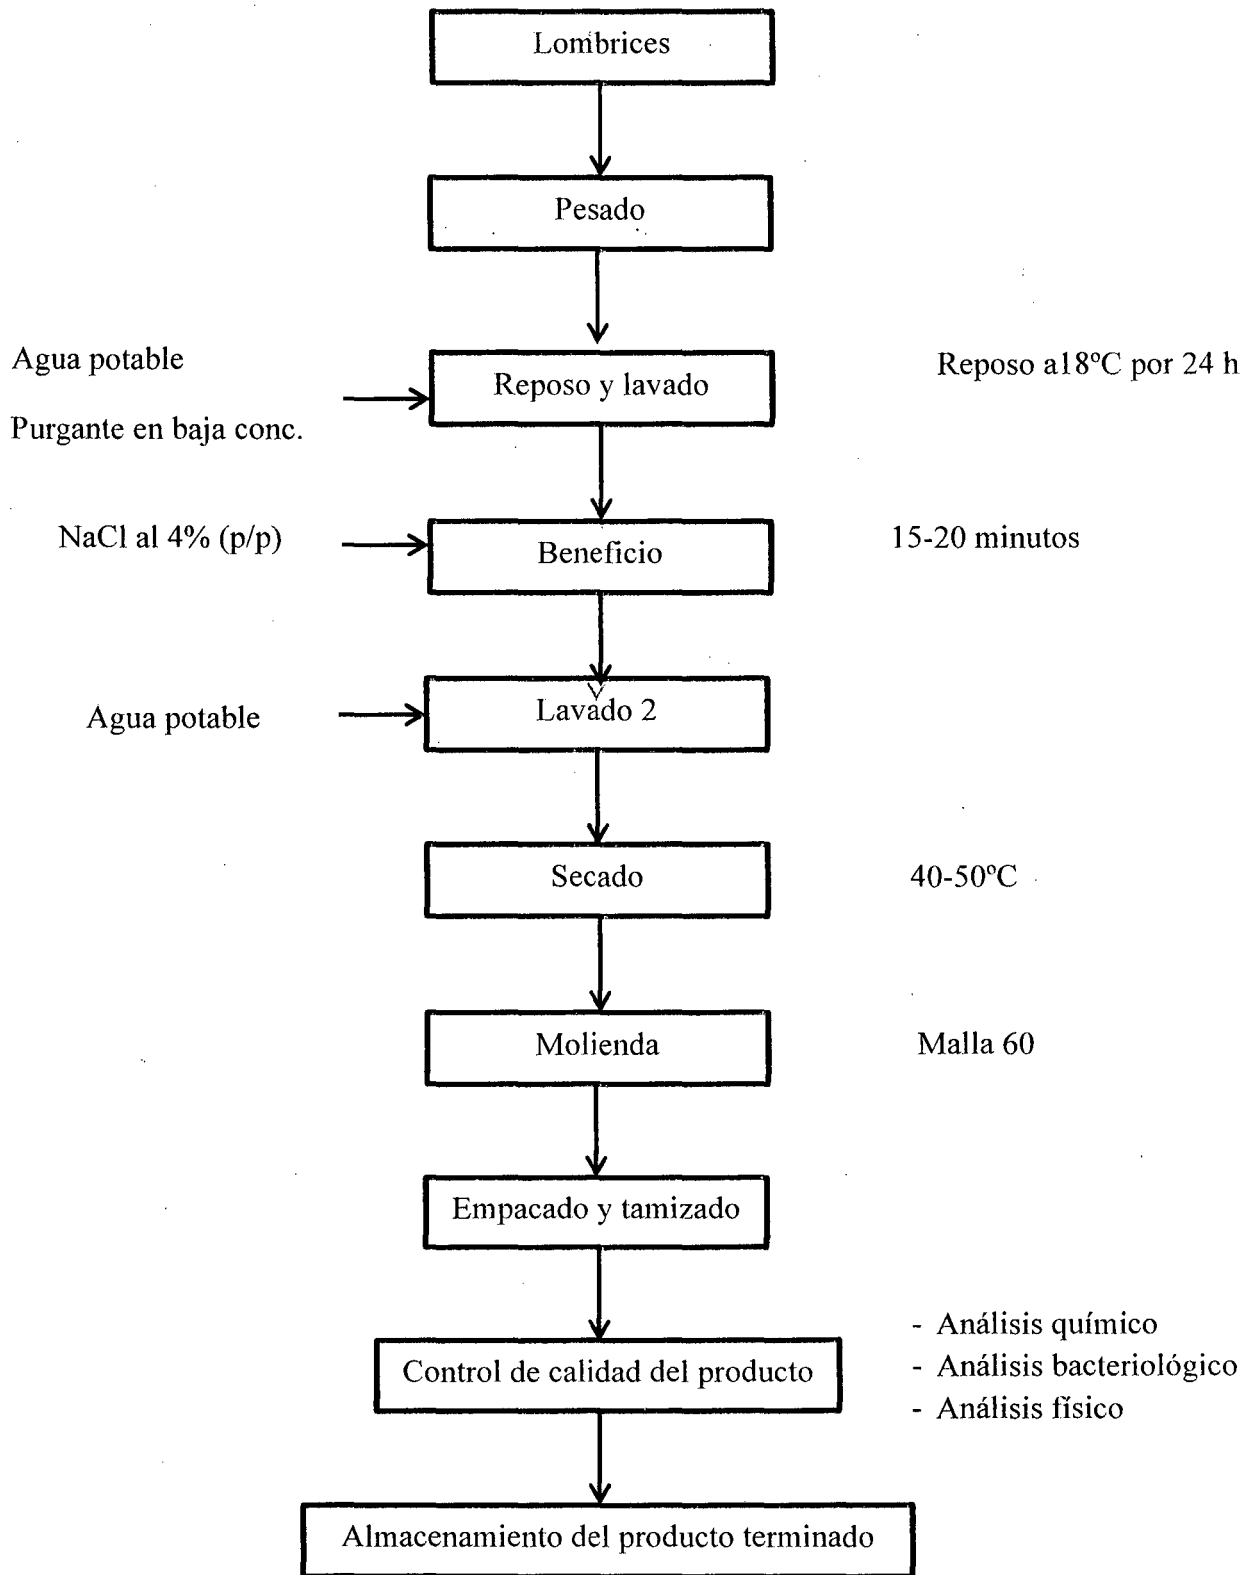 Lombrices
Pesado
Agua potable
Purgante en baja conc.
Reposo y lavado
Reposo a18ºC por 24 h
NaCl al 4% (p/p)
Beneficio
15-20 minutos
Agua potable
Lavado 2
Secado
40-50ºC
Molienda
Malla 60
Empacado y tamizado
Control de calidad del producto
- Análisis químico
- Análisis bacteriológico
- Análisis físico
Almacenamiento del producto terminado